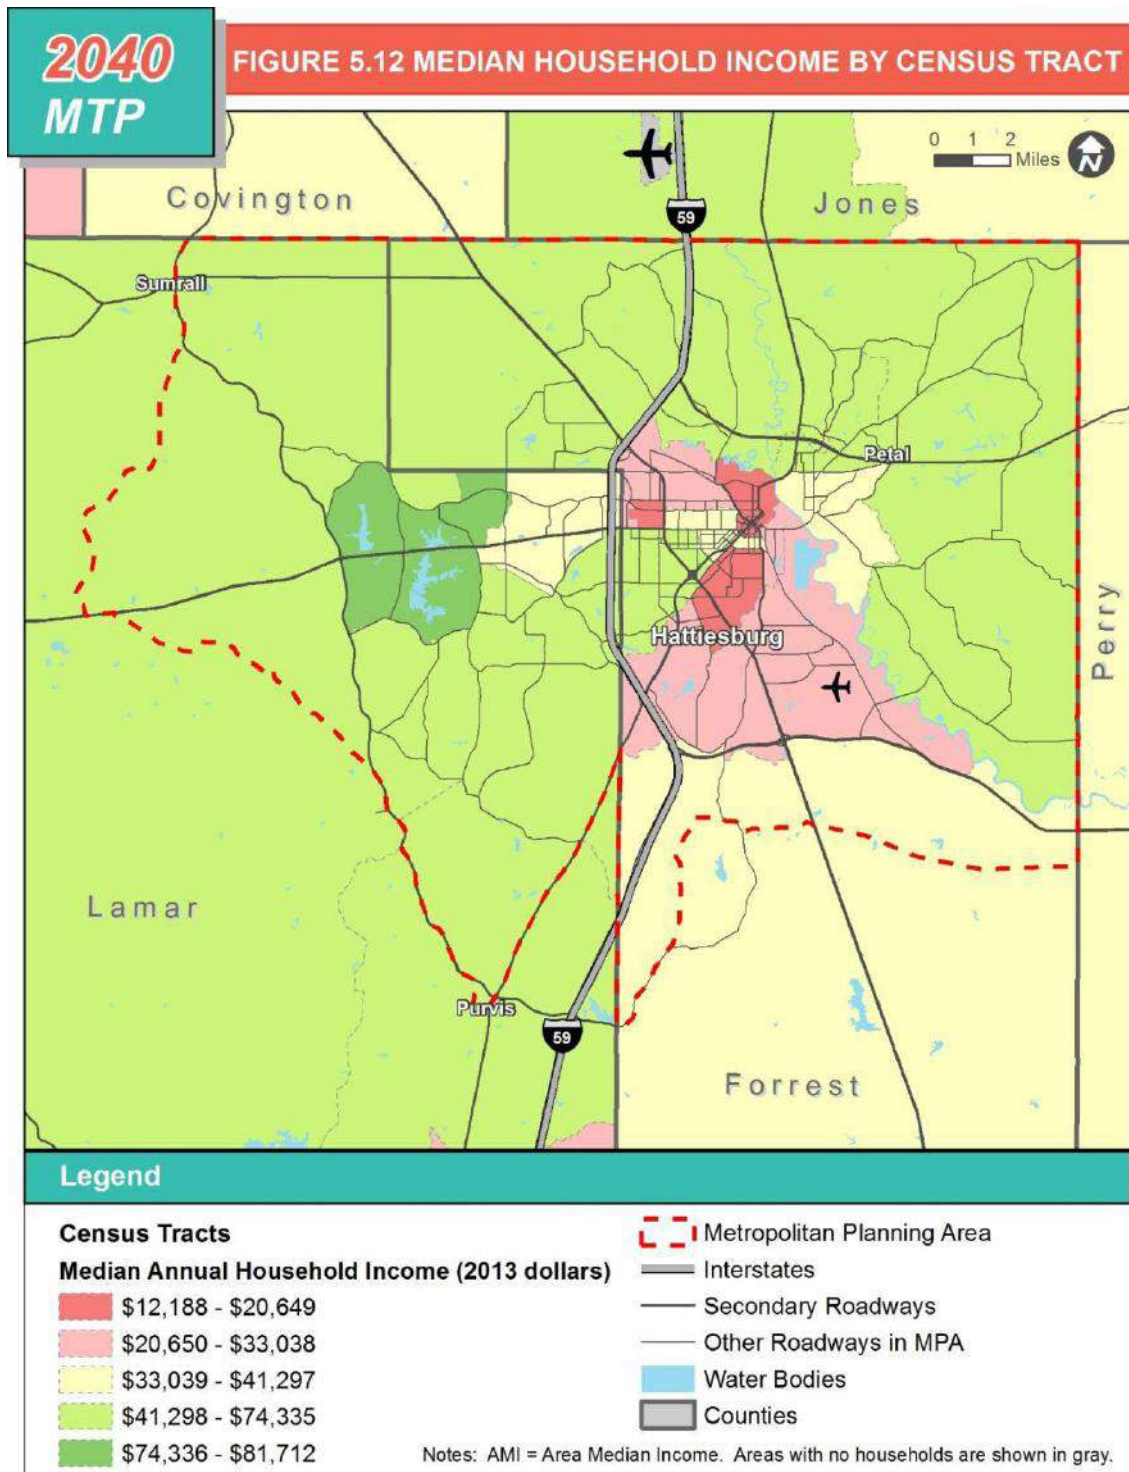 2040
MTP
FIGURE 5.12 MEDIAN HOUSEHOLD INCOME BY CENSUS TRACT
0 1 2
Miles
N
Covington
Jones
59
Sumrall
Petal
Perry
Hattiesburg
Lamar
Purvis
59
Forrest
Legend
Census Tracts
Median Annual Household Income (2013 dollars)
$12,188 - $20,649
$20,650 - $33,038
$33,039 - $41,297
$41,298 - $74,335
$74,336 - $81,712
Metropolitan Planning Area
Interstates
Secondary Roadways
Other Roadways in MPA
Water Bodies
Counties
Notes: AMI = Area Median Income. Areas with no households are shown in gray.